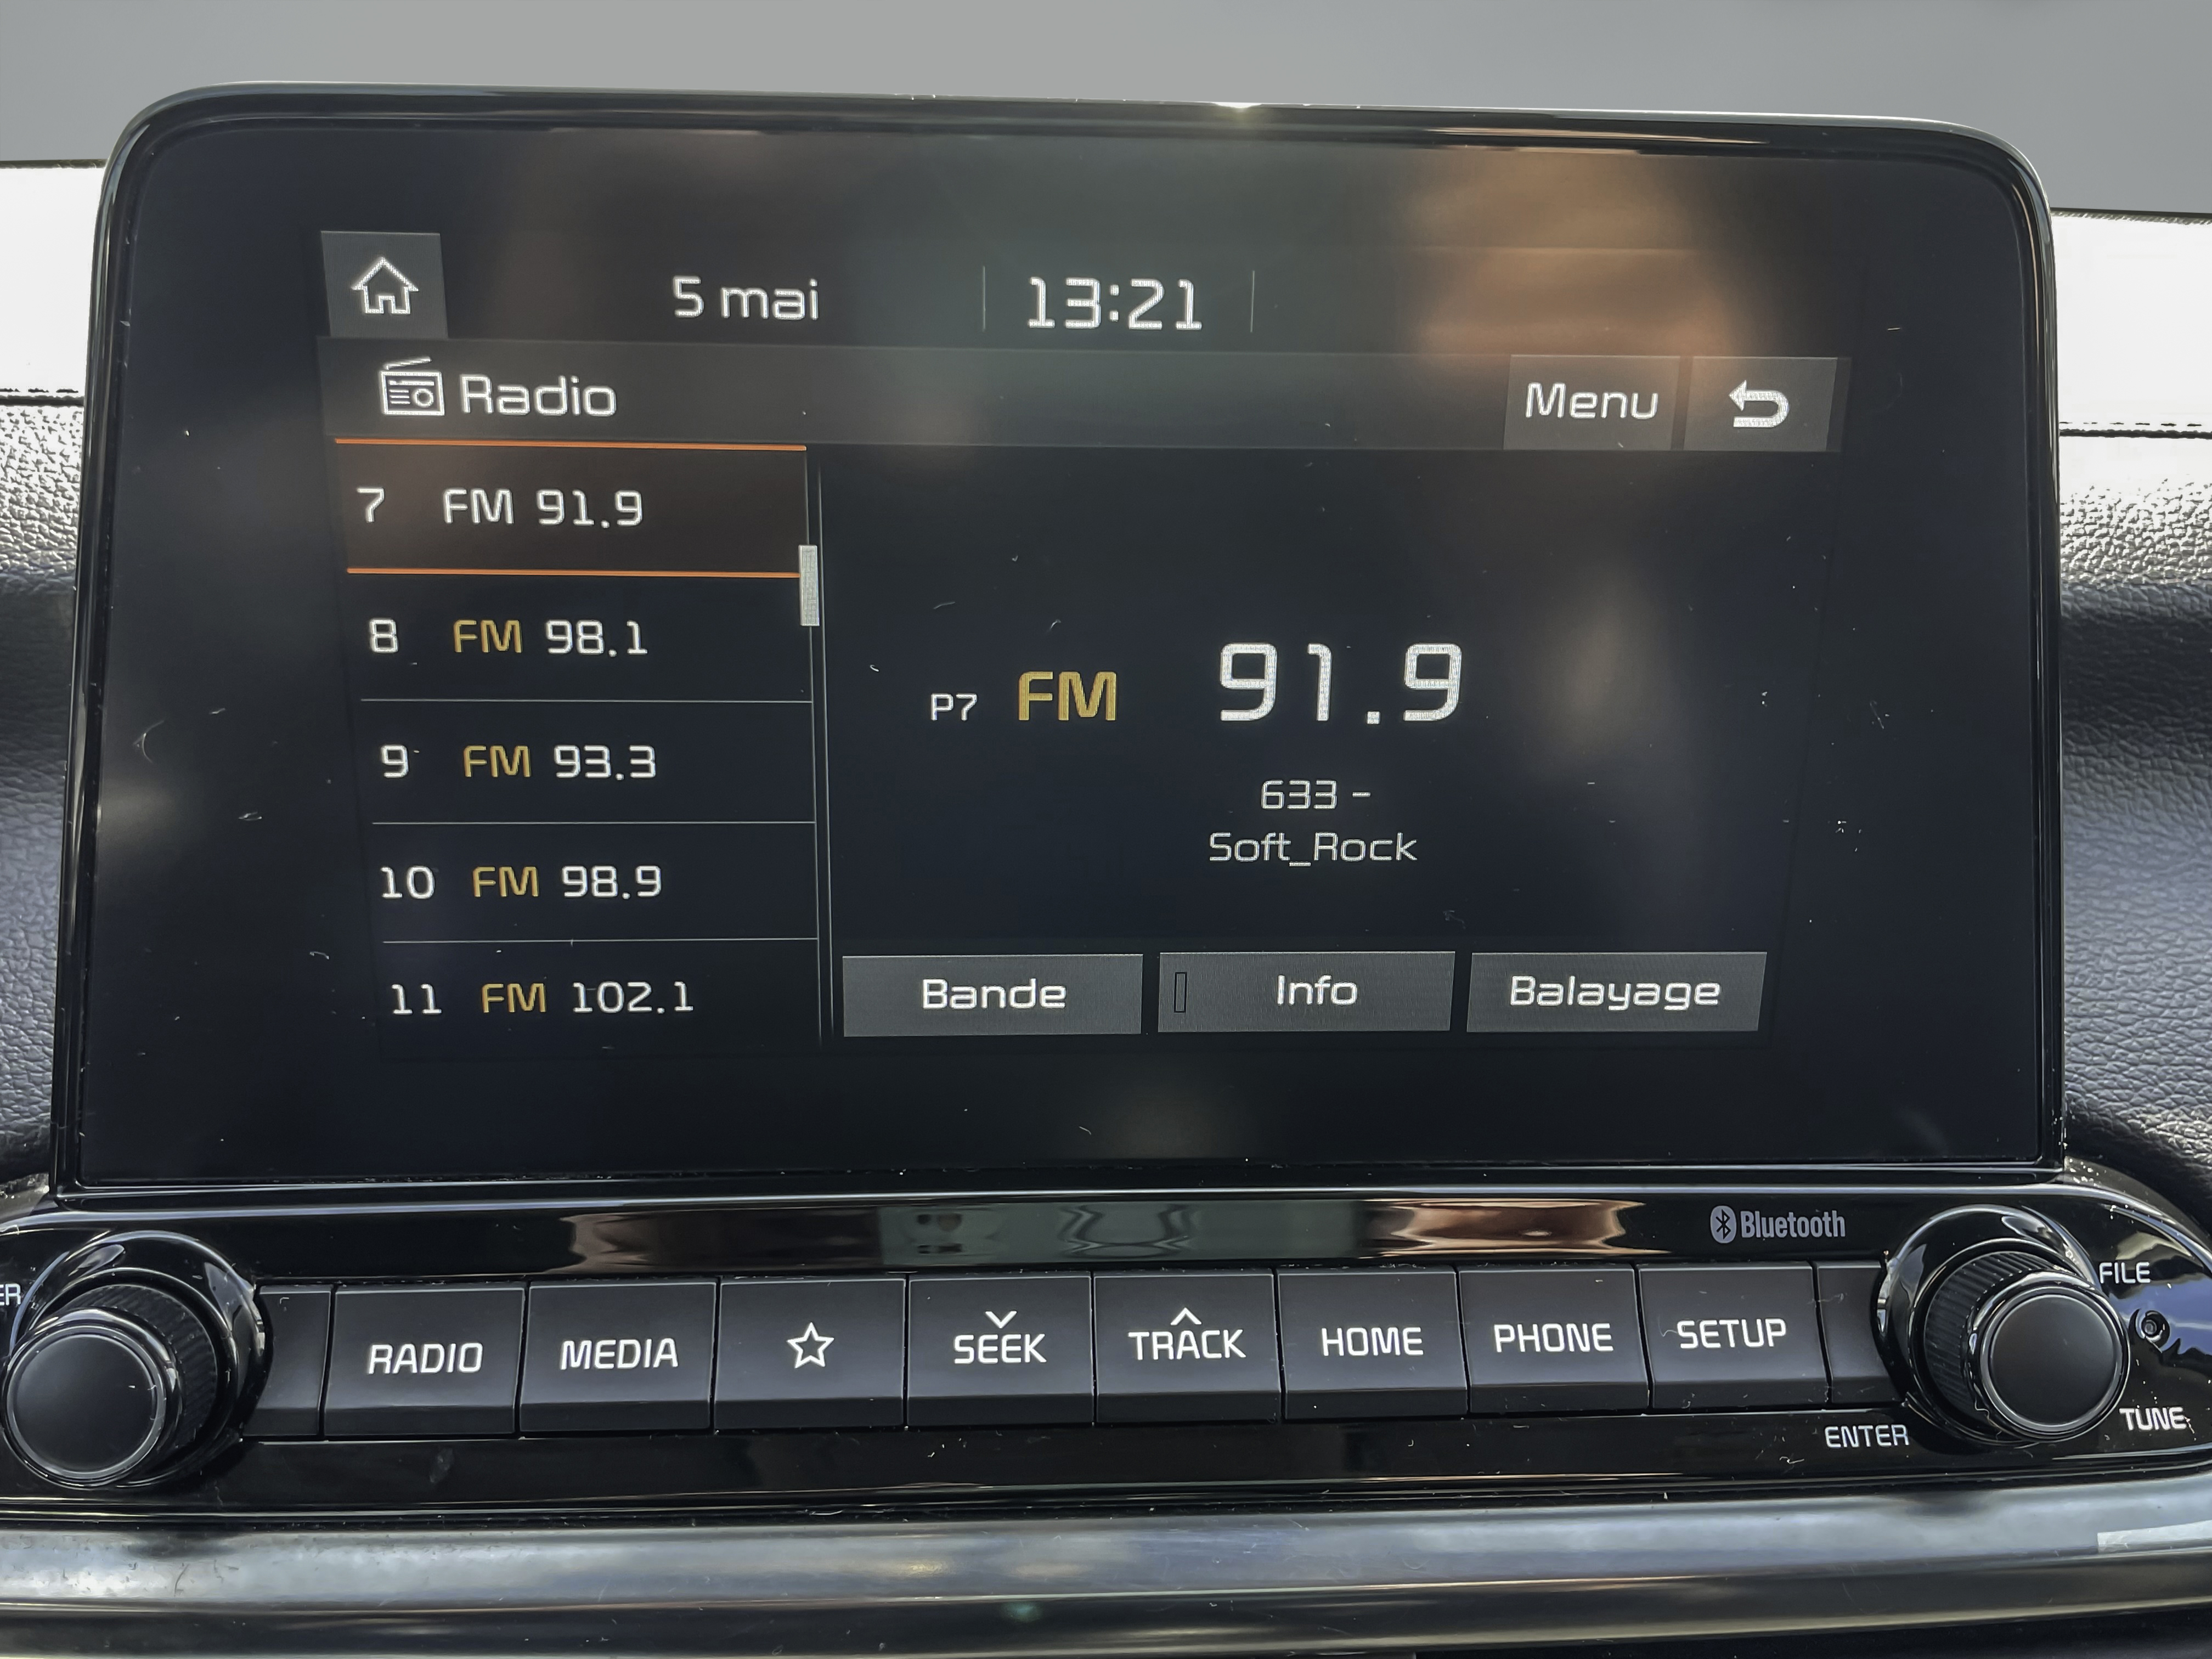 5 mai
13:21
Radio
Menu
7 FM 91.9
8 FM 98.1
9 FM 93.3
10 FM 98.9
11 FM 102.1
P7 FM 91.9
633 -
Soft_Rock
Bande
Info
Balayage
Bluetooth
RADIO
MEDIA
SEEK
TRACK
HOME
PHONE
SETUP
FILE
TUNE
ENTER